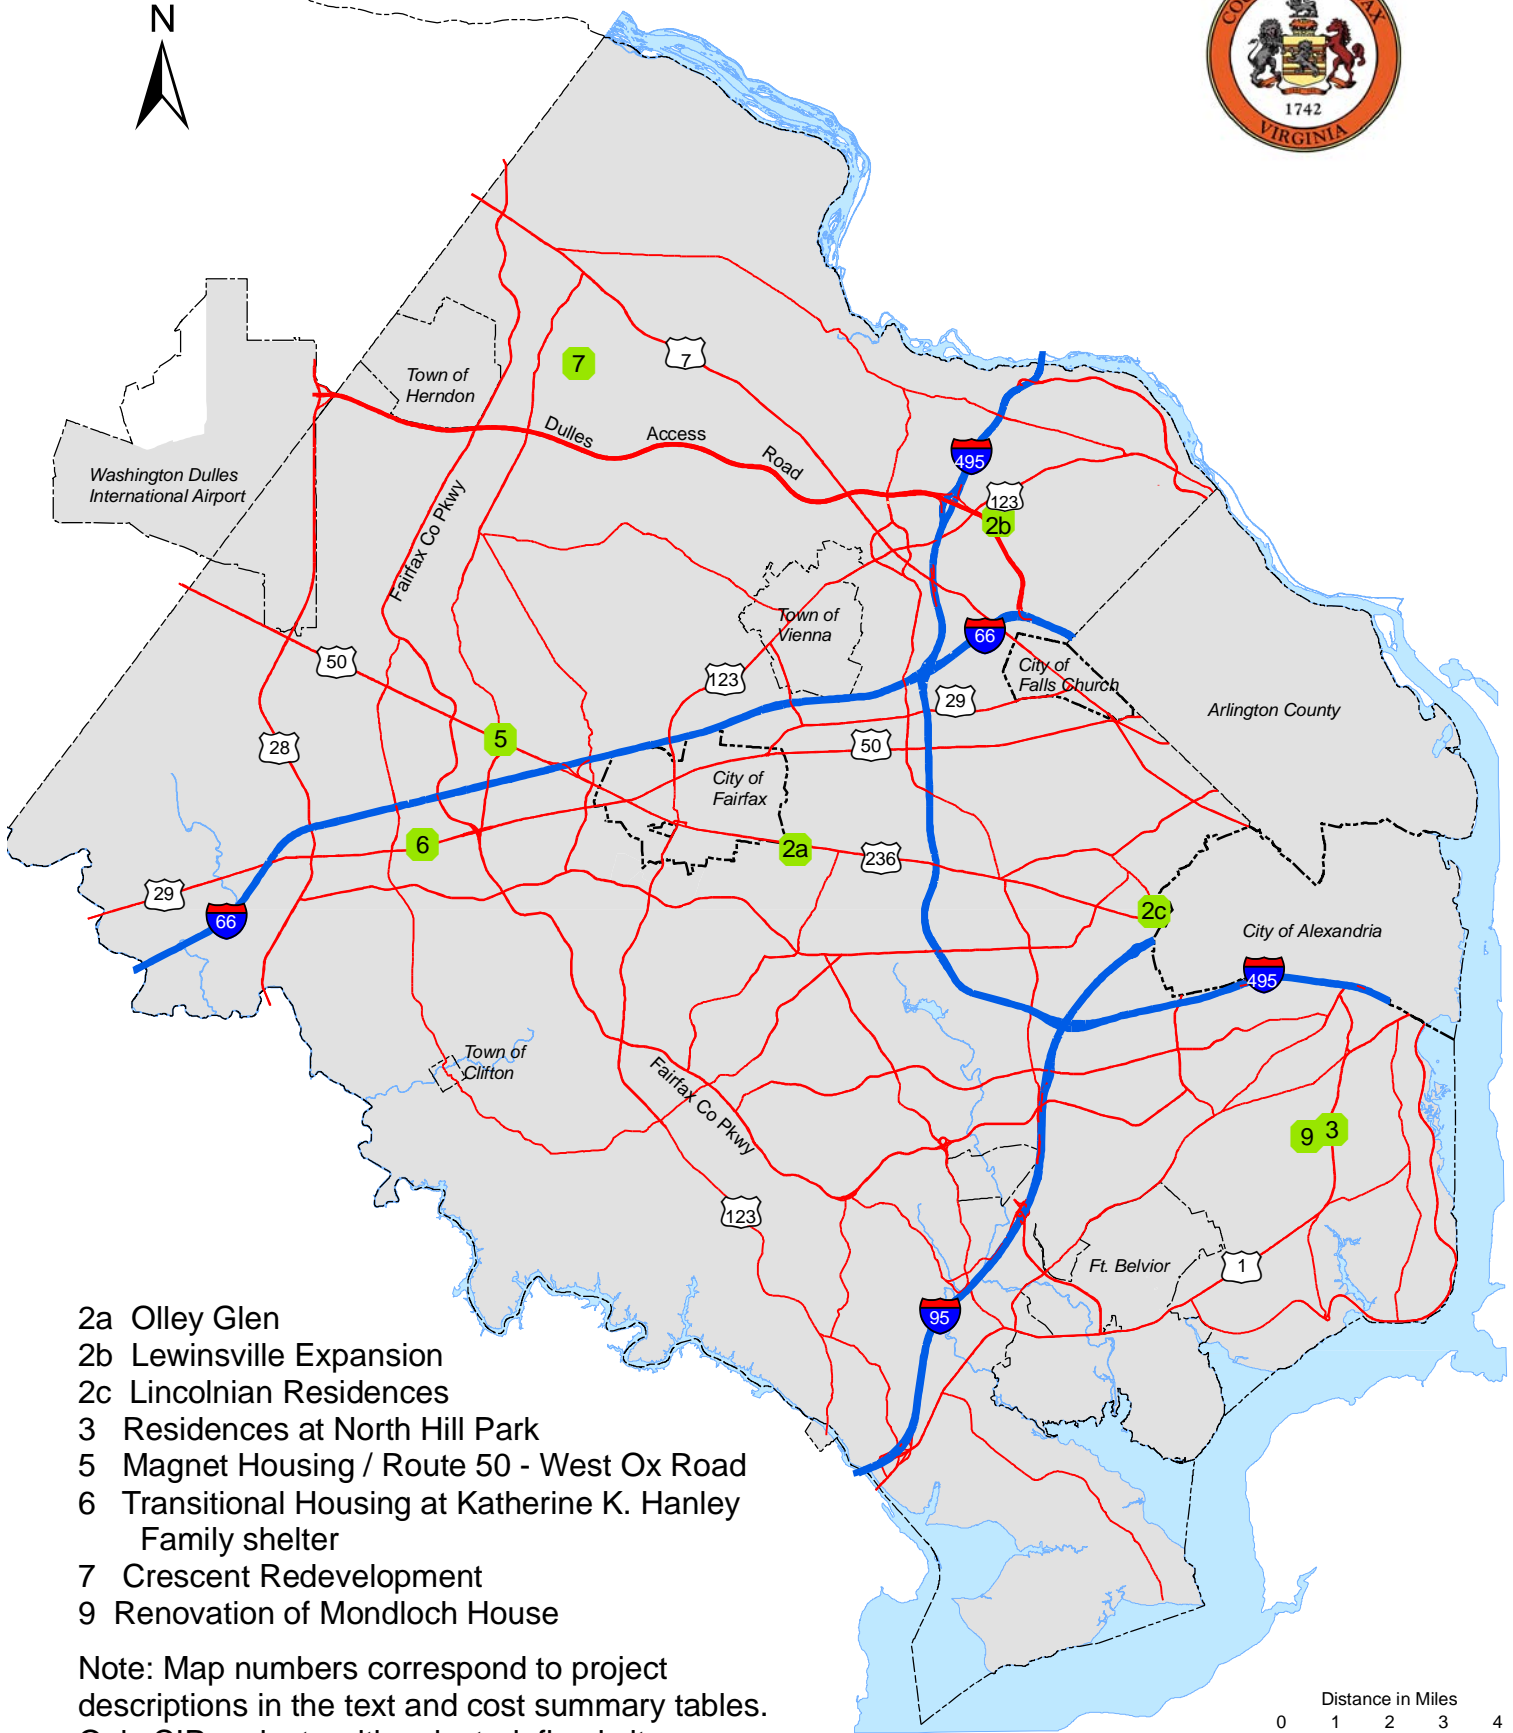 N
COU
AX
1742
VIRGINIA
7
7
Town of
Herndon
Dulles
Access
Road
495
123
2b
Washington Dulles
International Airport
Fairfax Co Pkwy
Town of
Vienna
66
City of
Falls Church
50
123
29
Arlington County
5
28
50
City of
Fairfax
6
2a
236
29
66
2c
City of Alexandria
495
Town of
Clifton
Fairfax Co Pkwy
9
3
123
Ft. Belvior
1
95
2a Olley Glen
2b Lewinsville Expansion
2c Lincolnian Residences
3 Residences at North Hill Park
5 Magnet Housing / Route 50 - West Ox Road
6 Transitional Housing at Katherine K. Hanley
Family shelter
7 Crescent Redevelopment
9 Renovation of Mondloch House
Note: Map numbers correspond to project
descriptions in the text and cost summary tables.
Distance in Miles
0 1 2 3 4